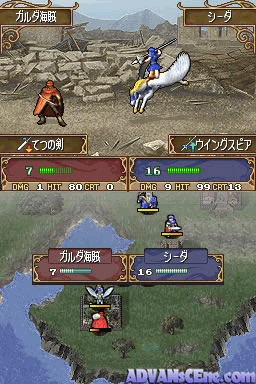 ガルダ海賊
シーダ
てつの剣
ウイングスピア
7
16
DMG 1 HIT 80 CRT 0
DMG 9 HIT 99 CRT 13
ガルダ海賊
シーダ
7
16
ADVANSCEne.com